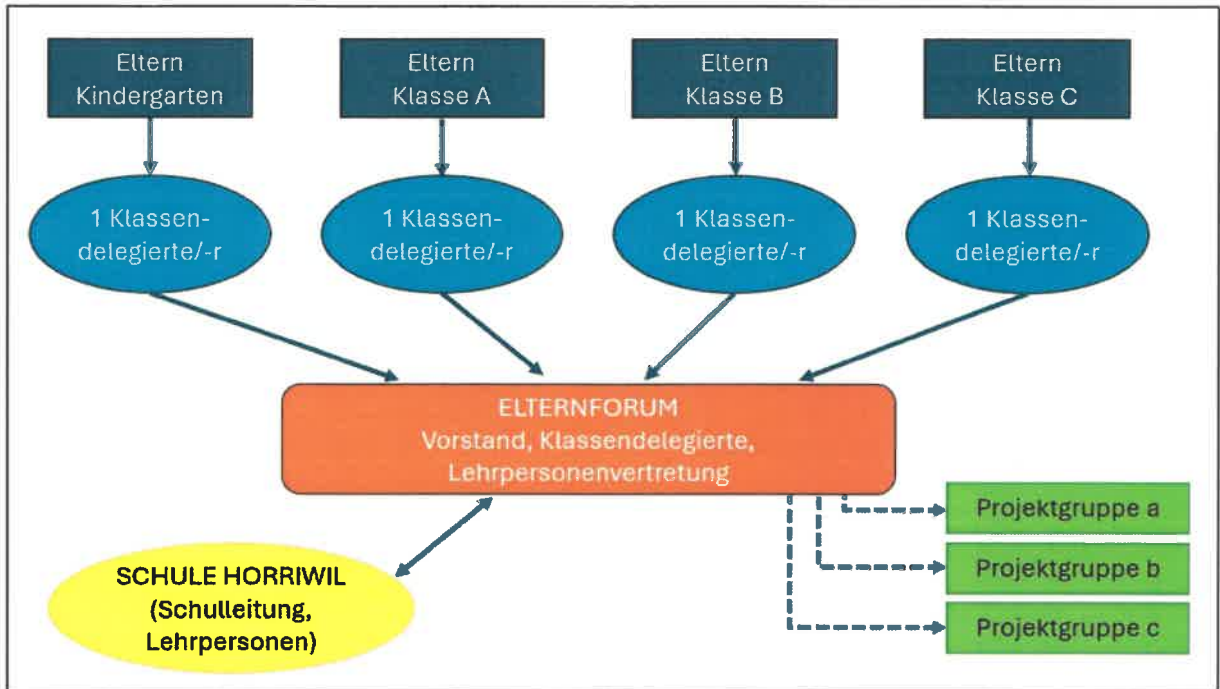 Eltern
Kindergarten
Eltern
Klasse A
Eltern
Klasse B
Eltern
Klasse C
1 Klassen-
delegierte/-r
1 Klassen-
delegierte/-r
1 Klassen-
delegierte/-r
1 Klassen-
delegierte/-r
ELTERNFORUM
Vorstand, Klassendelegierte,
Lehrpersonenvertretung
SCHULE HORRIWIL
(Schulleitung,
Lehrpersonen)
Projektgruppe a
Projektgruppe b
Projektgruppe c